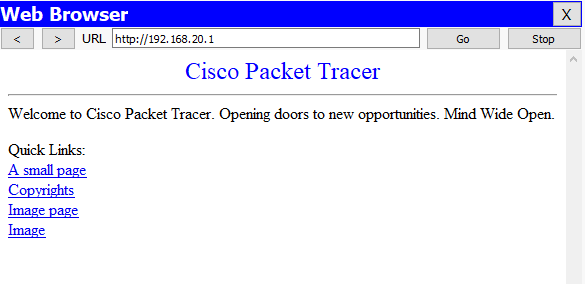 Web Browser X
< > URL http://192.168.20.1 Go Stop
Cisco Packet Tracer
Welcome to Cisco Packet Tracer. Opening doors to new opportunities. Mind Wide Open.
Quick Links:
A small page
Copyrights
Image page
Image